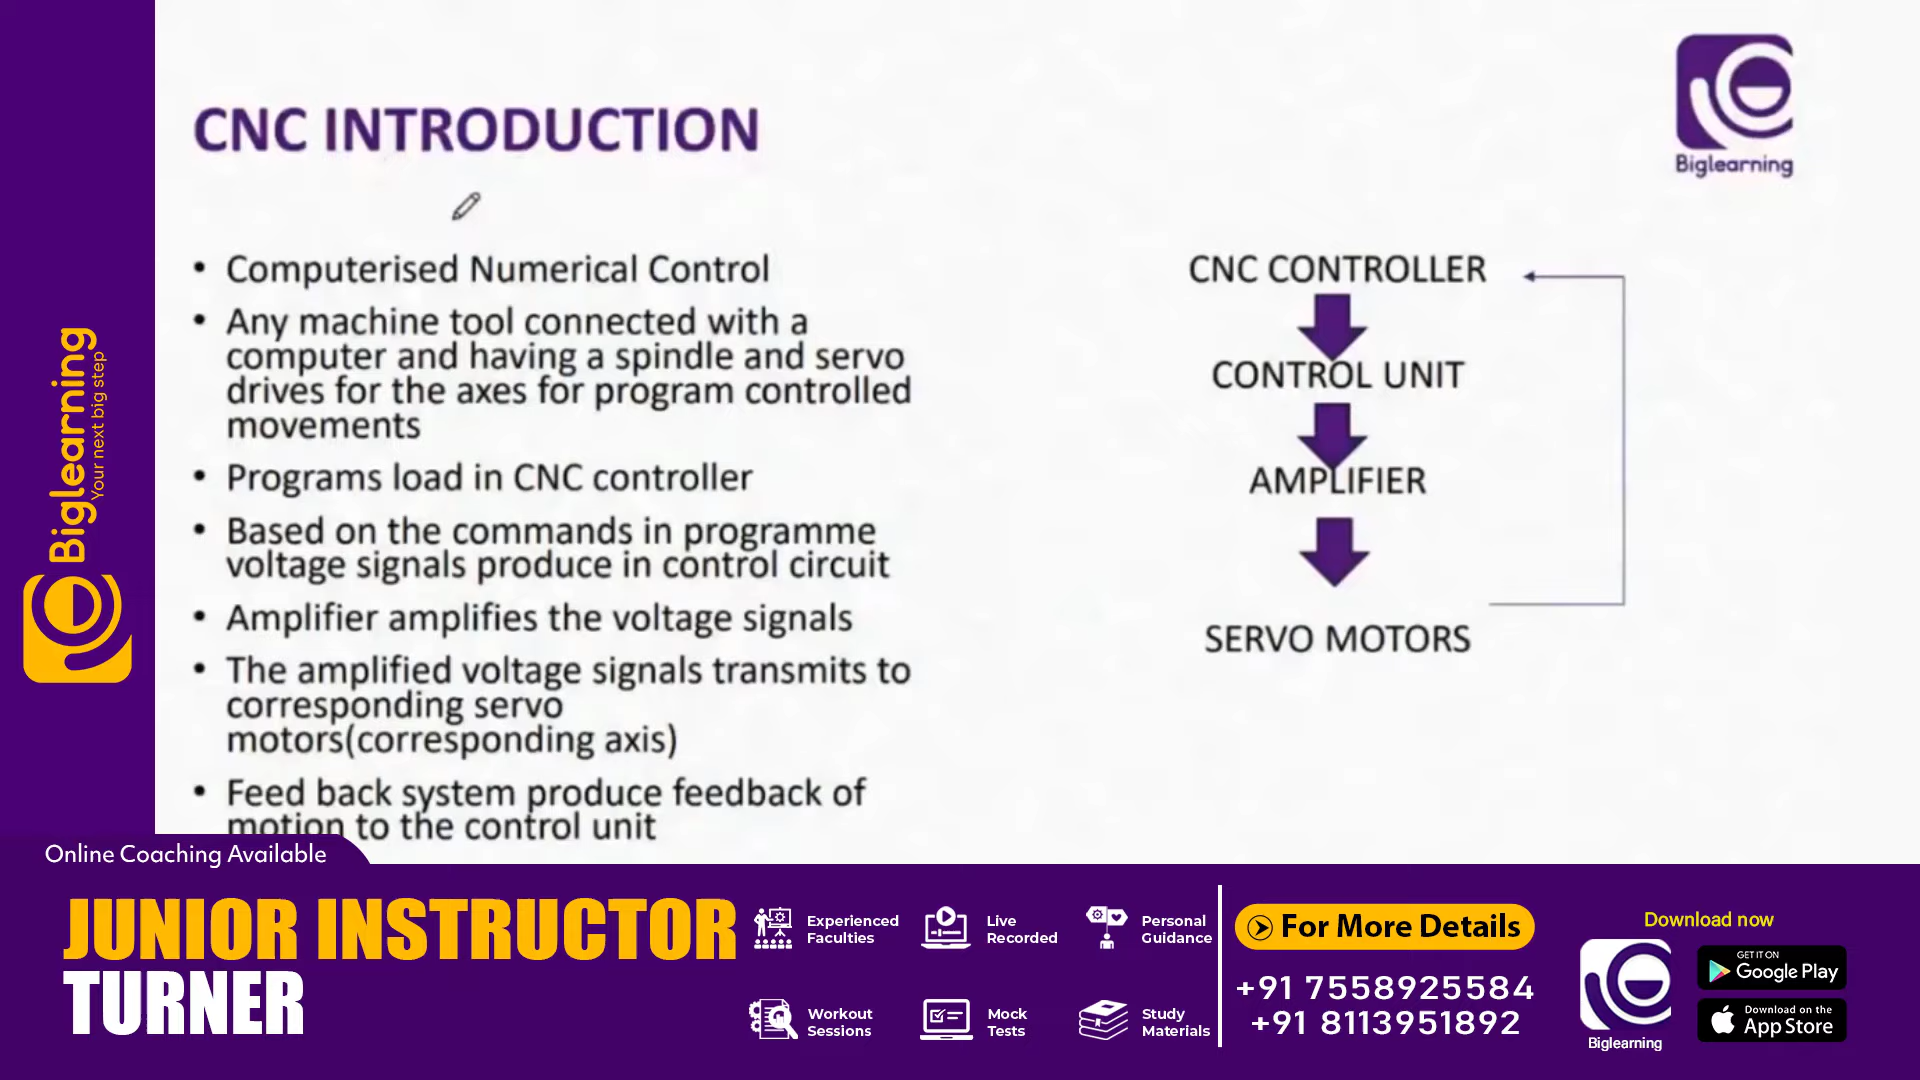 CNC INTRODUCTION
Biglearning
• Computerised Numerical Control
• Any machine tool connected with a
computer and having a spindle and servo
drives for the axes for program controlled
movements
• Programs load in CNC controller
• Based on the commands in programme
voltage signals produce in control circuit
• Amplifier amplifies the voltage signals
• The amplified voltage signals transmits to
corresponding servo
motors(corresponding axis)
• Feed back system produce feedback of
motion to the control unit
CNC CONTROLLER
CONTROL UNIT
AMPLIFIER
SERVO MOTORS
Biglearning
Your next big step
Online Coaching Available
JUNIOR INSTRUCTOR
TURNER
Experienced
Faculties
Live
Recorded
Personal
Guidance
Workout
Sessions
Mock
Tests
Study
Materials
For More Details
+91 7558925584
+91 8113951892
Download now
Biglearning
GET IT ON
Google Play
Download on the
App Store